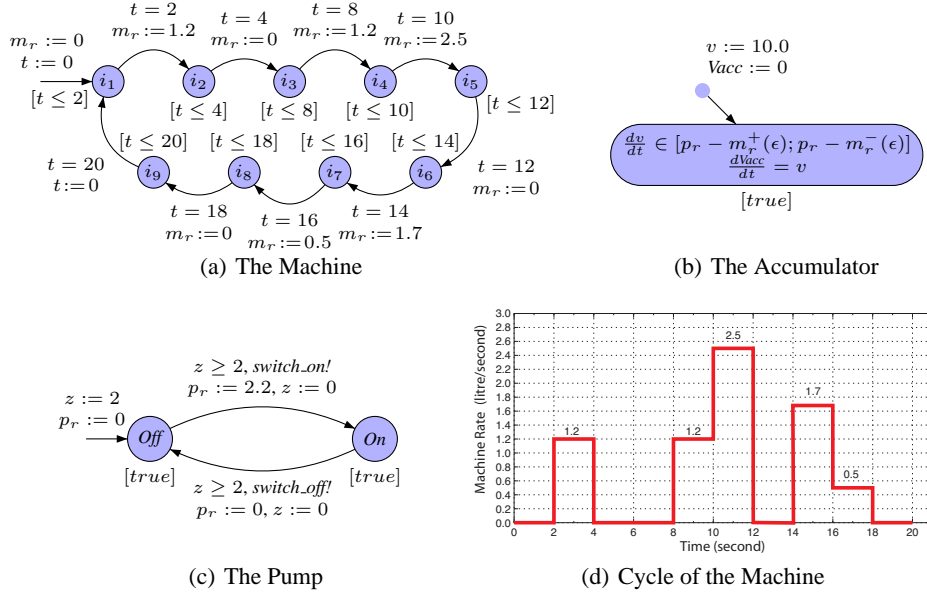 t = 2
m_r := 1.2
t = 4
m_r := 0
t = 8
m_r := 1.2
t = 10
m_r := 2.5
m_r := 0
t := 0
i_1
i_2
i_3
i_4
i_5
[t ≤ 2]
[t ≤ 4]
[t ≤ 8]
[t ≤ 10]
[t ≤ 12]
[t ≤ 20]
[t ≤ 18]
[t ≤ 16]
[t ≤ 14]
i_9
i_8
i_7
i_6
t = 20
t := 0
t = 18
m_r := 0
t = 16
m_r := 0.5
t = 14
m_r := 1.7
t = 12
m_r := 0
(a) The Machine
v := 10.0
Vacc := 0
dv/dt ∈ [p_r − m_r^+(ϵ); p_r − m_r^−(ϵ)]
dVacc/dt = v
[true]
(b) The Accumulator
z := 2
p_r := 0
Off
[true]
z ≥ 2, switch_on!
p_r := 2.2, z := 0
On
[true]
z ≥ 2, switch_off!
p_r := 0, z := 0
(c) The Pump
Machine Rate (litre/second)
3.0
2.8
2.6
2.4
2.2
2.0
1.8
1.6
1.4
1.2
1.0
0.8
0.6
0.4
0.2
0.0
1.2
1.2
2.5
1.7
0.5
0 2 4 6 8 10 12 14 16 18 20
Time (second)
(d) Cycle of the Machine